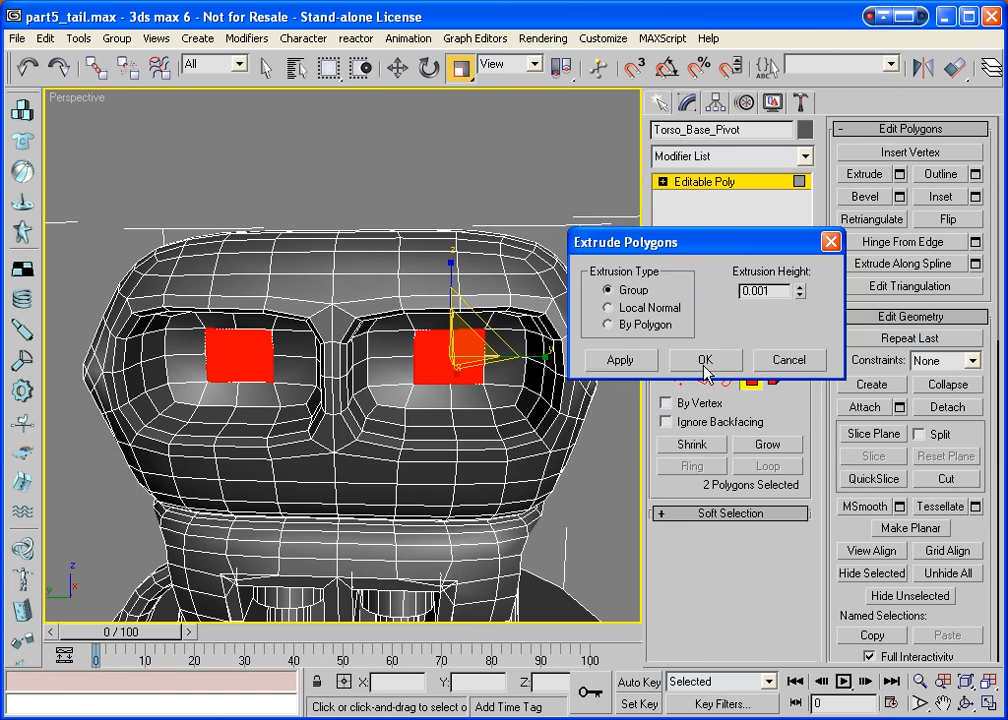 part5_tail.max - 3ds max 6 - Not for Resale - Stand-alone License
File Edit Tools Group Views Create Modifiers Character reactor Animation Graph Editors Rendering Customize MAXScript Help
All
View
3
%
ABC
Perspective
z
y
x
z
y
x
Torso_Base_Pivot
Modifier List
Editable Poly
Extrude Polygons
Extrusion Type
Group
Local Normal
By Polygon
Extrusion Height:
0.001
Apply OK Cancel
By Vertex
Ignore Backfacing
Shrink Grow
Ring Loop
2 Polygons Selected
+ Soft Selection
- Edit Polygons
Insert Vertex
Extrude Outline
Bevel Inset
Retriangulate Flip
Hinge From Edge
Extrude Along Spline
Edit Triangulation
- Edit Geometry
Repeat Last
Constraints: None
Create Collapse
Attach Detach
Slice Plane Split
Slice Reset Plane
QuickSlice Cut
MSmooth Tessellate
Make Planar
View Align Grid Align
Hide Selected Unhide All
Hide Unselected
Named Selections:
Copy Paste
Full Interactivity
< 0 / 100 >
0 10 20 30 40 50 60 70 80 90 100
X: Y: Z:
Auto Key Selected
Set Key Key Filters...
0
Click or click-and-drag to select o
Add Time Tag